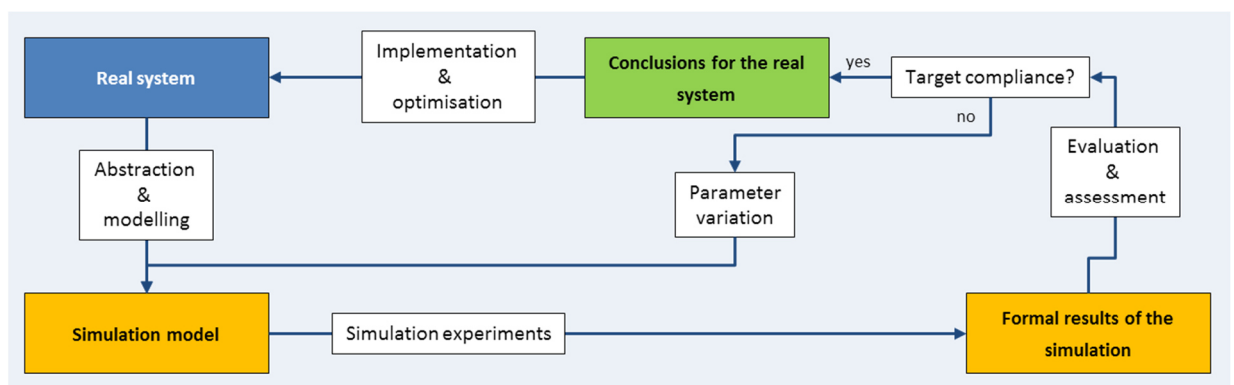 Real system
Implementation
&
optimisation
Conclusions for the real
system
yes
Target compliance?
no
Abstraction
&
modelling
Parameter
variation
Evaluation
&
assessment
Simulation model
Simulation experiments
Formal results of the
simulation